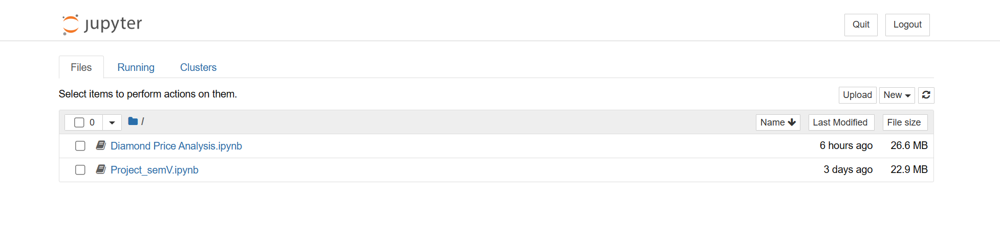 jupyter
Quit
Logout
Files
Running
Clusters
Select items to perform actions on them.
Upload
New
0
/
Name
Last Modified
File size
Diamond Price Analysis.ipynb
6 hours ago
26.6 MB
Project_semV.ipynb
3 days ago
22.9 MB